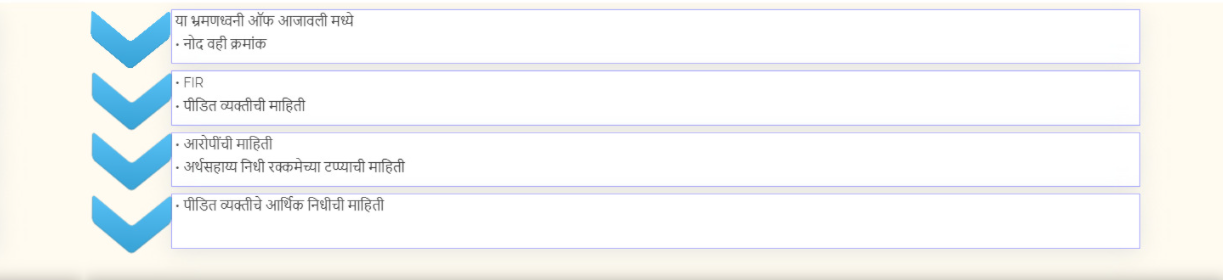 या भ्रमणध्वनी ऑफ आजावली मध्ये
• नोद वही क्रमांक
• FIR
• पीडित व्यक्तीची माहिती
• आरोपींची माहिती
• अर्थसहाय्य निधी रक्कमेच्या टप्प्याची माहिती
• पीडित व्यक्तीचे आर्थिक निधीची माहिती